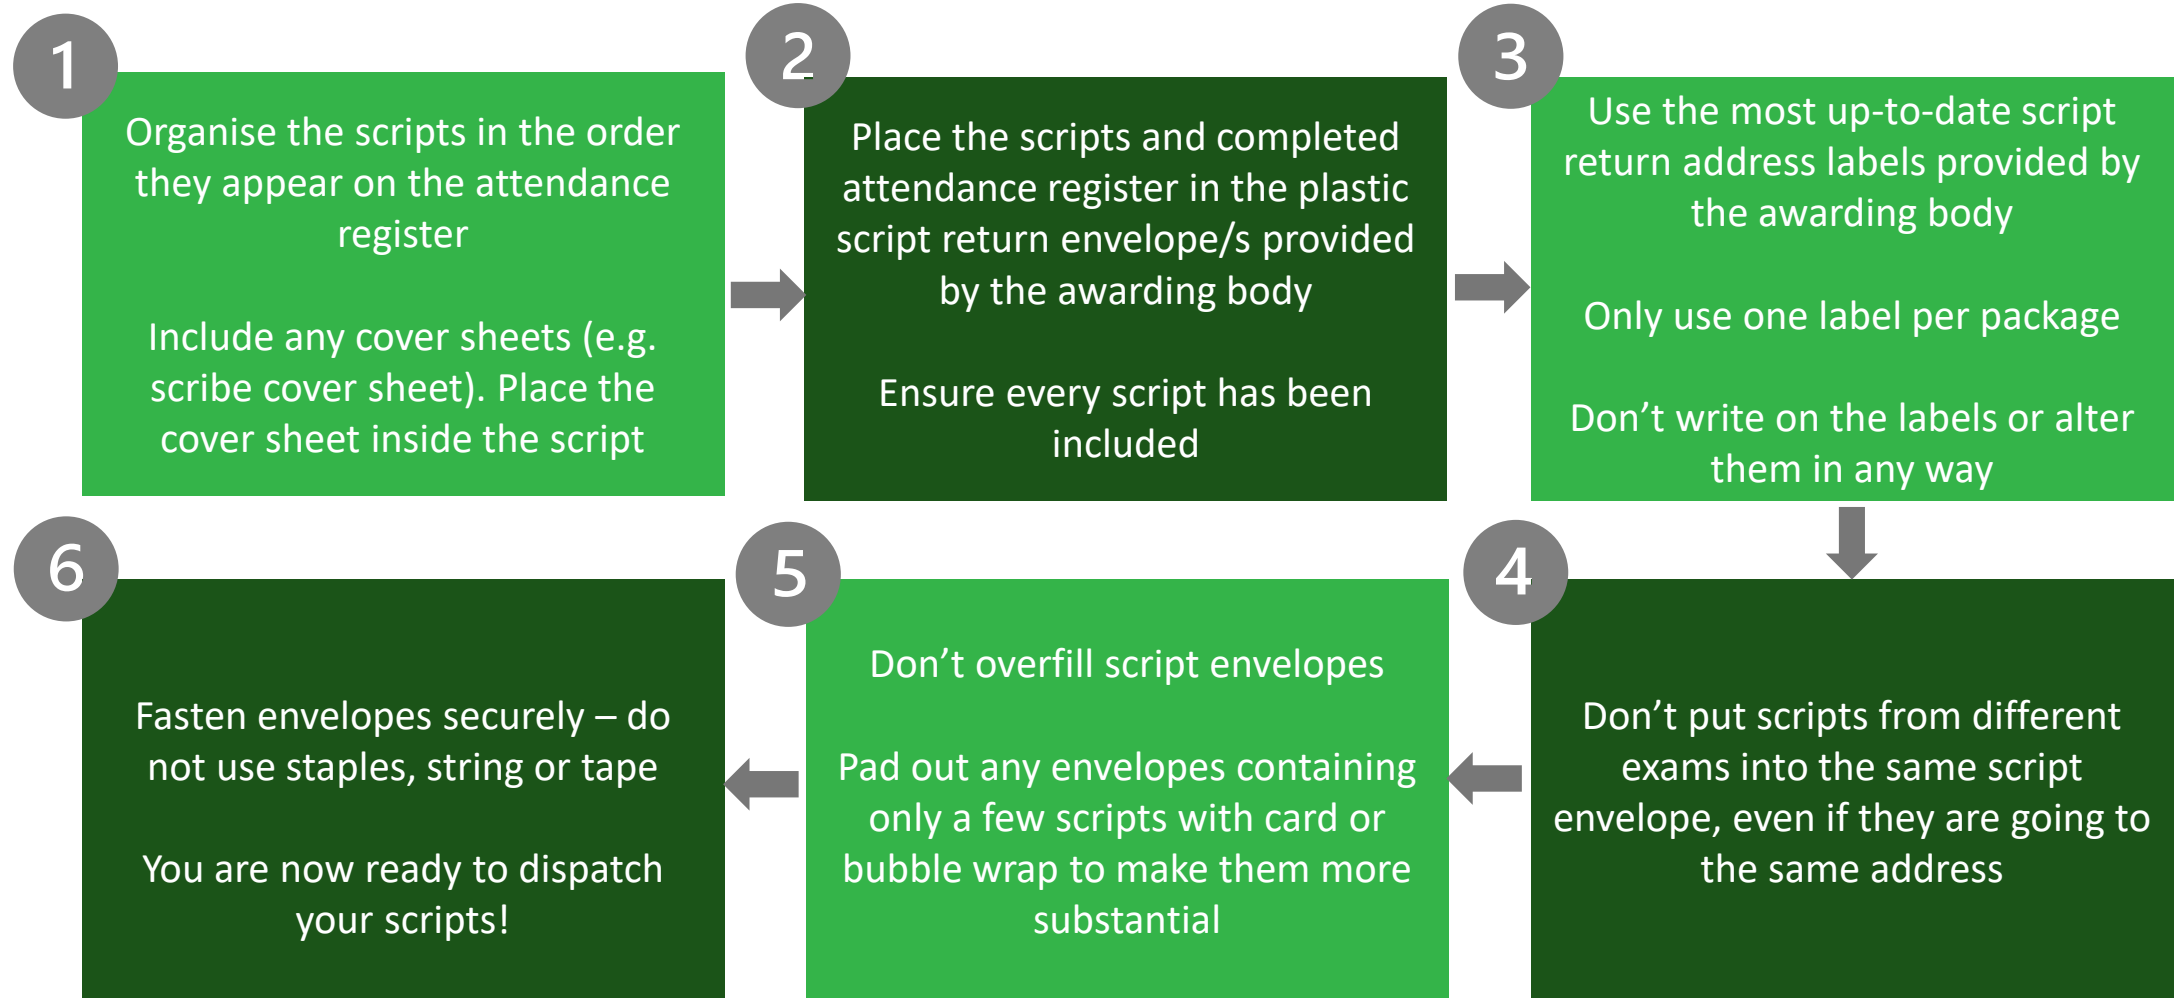 1
Organise the scripts in the order
they appear on the attendance
register
Include any cover sheets (e.g.
scribe cover sheet). Place the
cover sheet inside the script
2
Place the scripts and completed
attendance register in the plastic
script return envelope/s provided
by the awarding body
Ensure every script has been
included
3
Use the most up-to-date script
return address labels provided by
the awarding body
Only use one label per package
Don’t write on the labels or alter
them in any way
4
Don’t put scripts from different
exams into the same script
envelope, even if they are going to
the same address
5
Don’t overfill script envelopes
Pad out any envelopes containing
only a few scripts with card or
bubble wrap to make them more
substantial
6
Fasten envelopes securely – do
not use staples, string or tape
You are now ready to dispatch
your scripts!